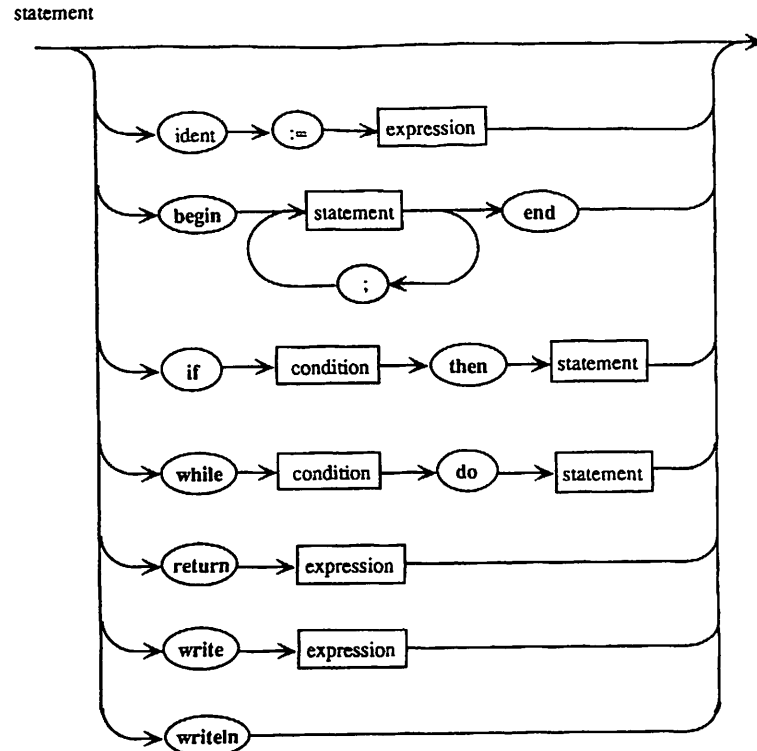 statement
ident := expression
begin statement end
;
if condition then statement
while condition do statement
return expression
write expression
writeln